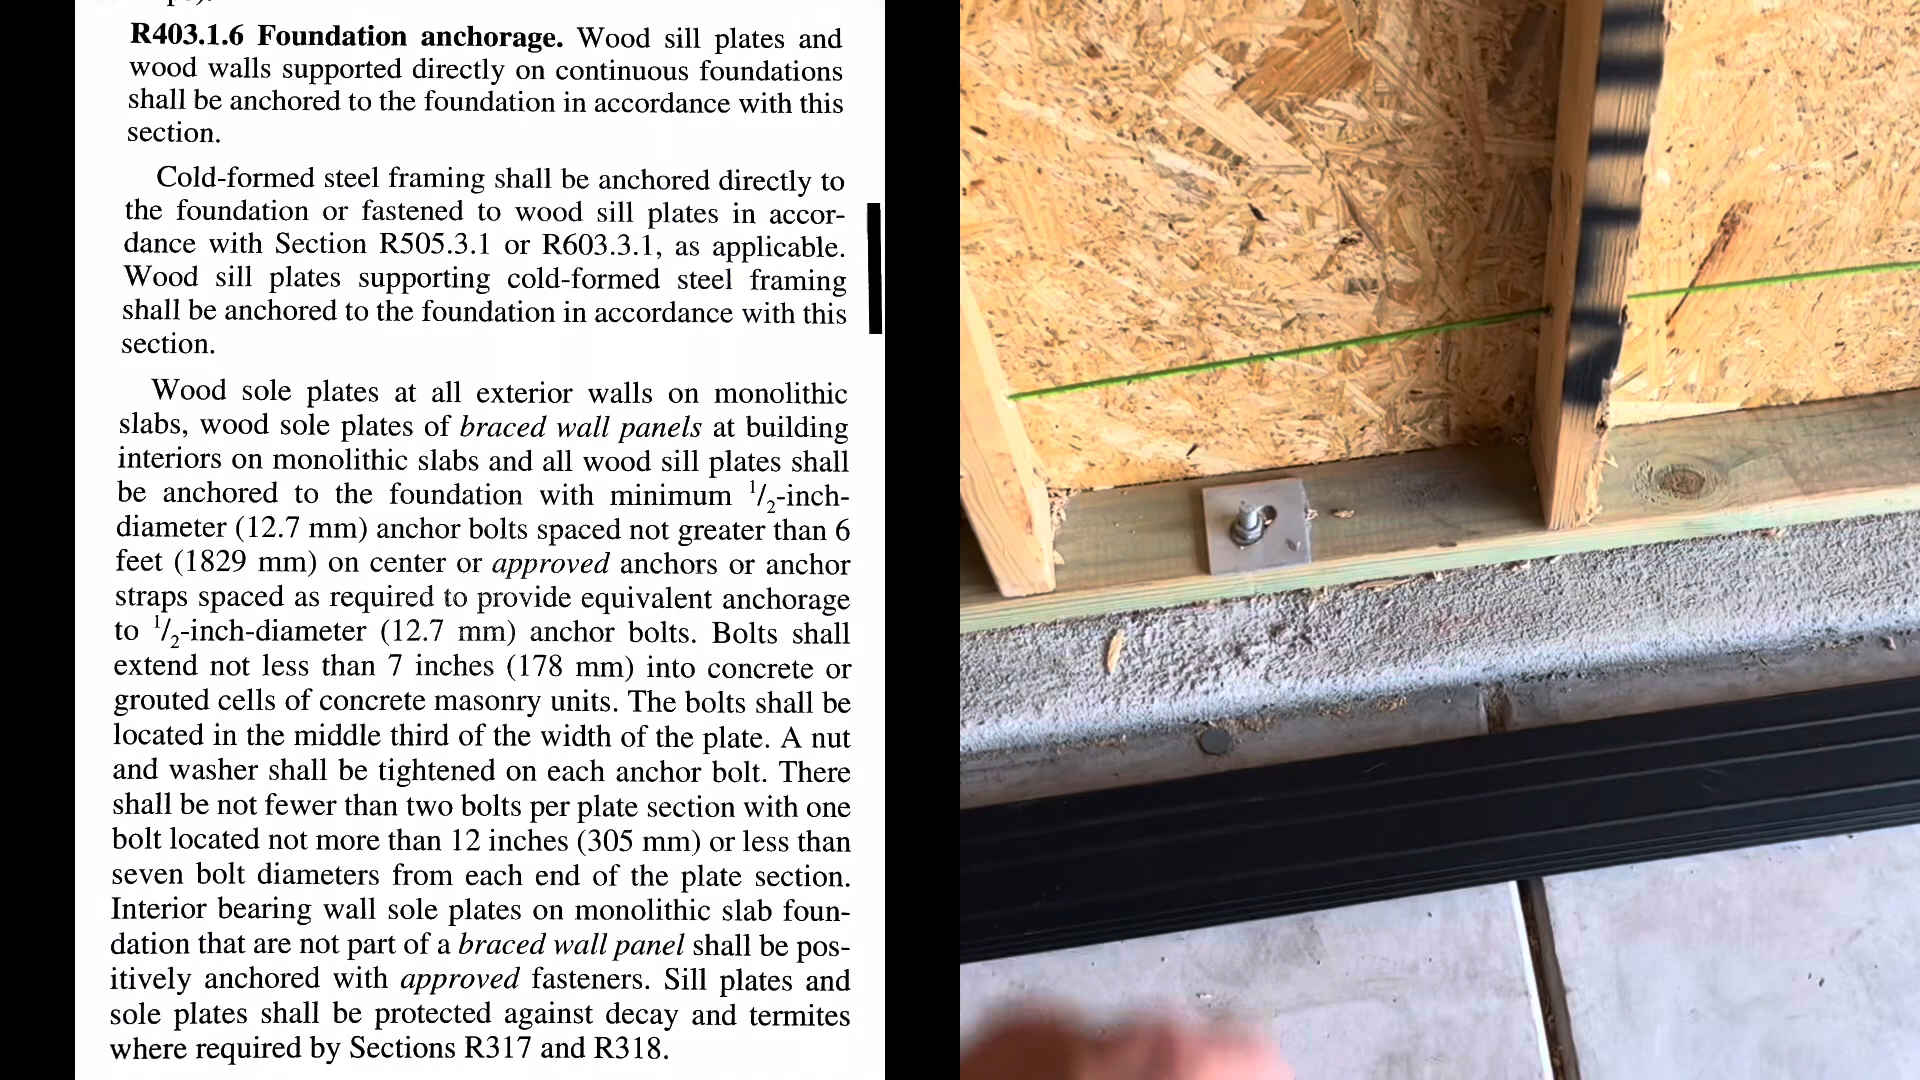 R403.1.6 Foundation anchorage. Wood sill plates and
wood walls supported directly on continuous foundations
shall be anchored to the foundation in accordance with this
section.
Cold-formed steel framing shall be anchored directly to
the foundation or fastened to wood sill plates in accor-
dance with Section R505.3.1 or R603.3.1, as applicable.
Wood sill plates supporting cold-formed steel framing
shall be anchored to the foundation in accordance with this
section.
Wood sole plates at all exterior walls on monolithic
slabs, wood sole plates of braced wall panels at building
interiors on monolithic slabs and all wood sill plates shall
be anchored to the foundation with minimum 1/2-inch-
diameter (12.7 mm) anchor bolts spaced not greater than 6
feet (1829 mm) on center or approved anchors or anchor
straps spaced as required to provide equivalent anchorage
to 1/2-inch-diameter (12.7 mm) anchor bolts. Bolts shall
extend not less than 7 inches (178 mm) into concrete or
grouted cells of concrete masonry units. The bolts shall be
located in the middle third of the width of the plate. A nut
and washer shall be tightened on each anchor bolt. There
shall be not fewer than two bolts per plate section with one
bolt located not more than 12 inches (305 mm) or less than
seven bolt diameters from each end of the plate section.
Interior bearing wall sole plates on monolithic slab foun-
dation that are not part of a braced wall panel shall be pos-
itively anchored with approved fasteners. Sill plates and
sole plates shall be protected against decay and termites
where required by Sections R317 and R318.